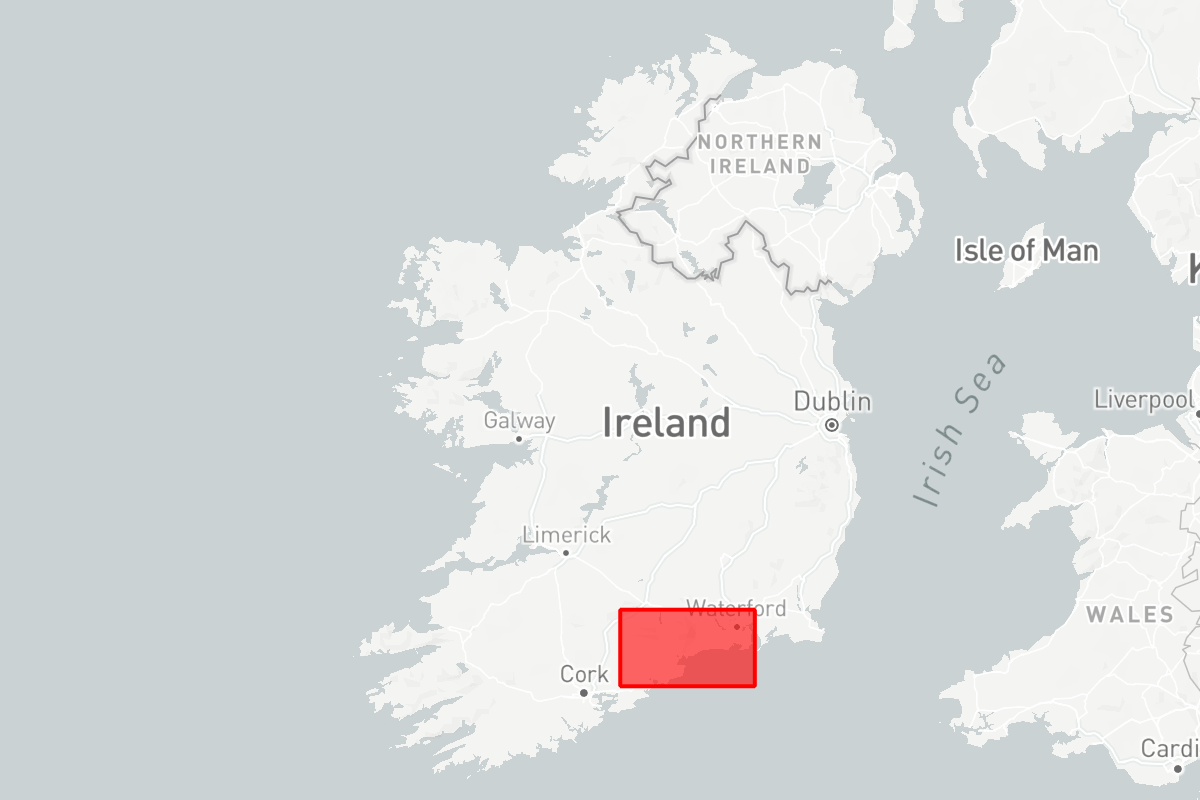 NORTHERN
IRELAND
Isle of Man
Irish Sea
Liverpool
Dublin
Galway
Ireland
Limerick
Waterford
WALES
Cork
Cardi